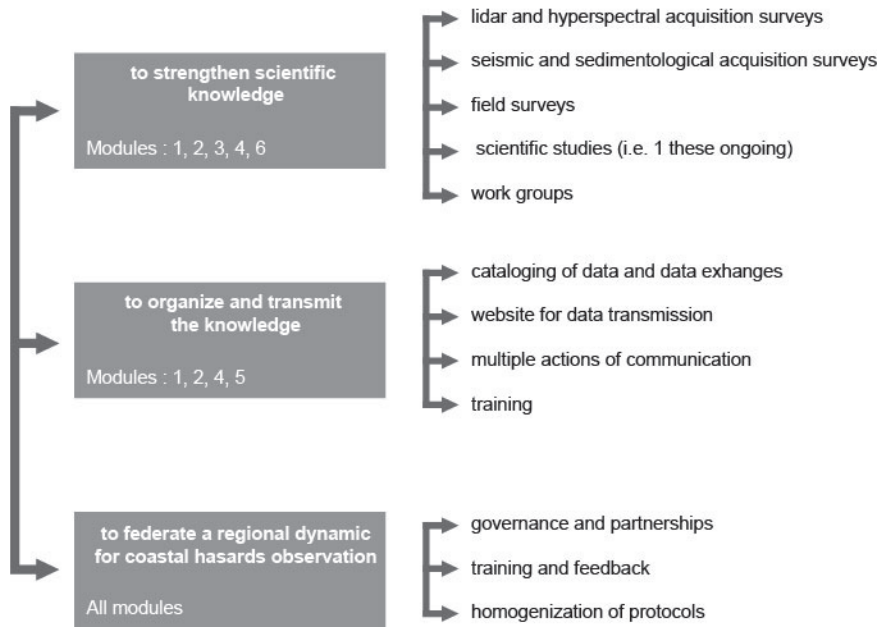 to strengthen scientific
knowledge
Modules : 1, 2, 3, 4, 6
lidar and hyperspectral acquisition surveys
seismic and sedimentological acquisition surveys
field surveys
scientific studies (i.e. 1 these ongoing)
work groups
to organize and transmit
the knowledge
Modules : 1, 2, 4, 5
cataloging of data and data exhanges
website for data transmission
multiple actions of communication
training
to federate a regional dynamic
for coastal hasards observation
All modules
governance and partnerships
training and feedback
homogenization of protocols